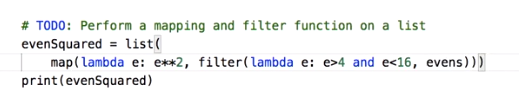 # TODO: Perform a mapping and filter function on a list
evenSquared = list(
map(lambda e: e**2, filter(lambda e: e>4 and e<16, evens)))
print(evenSquared)